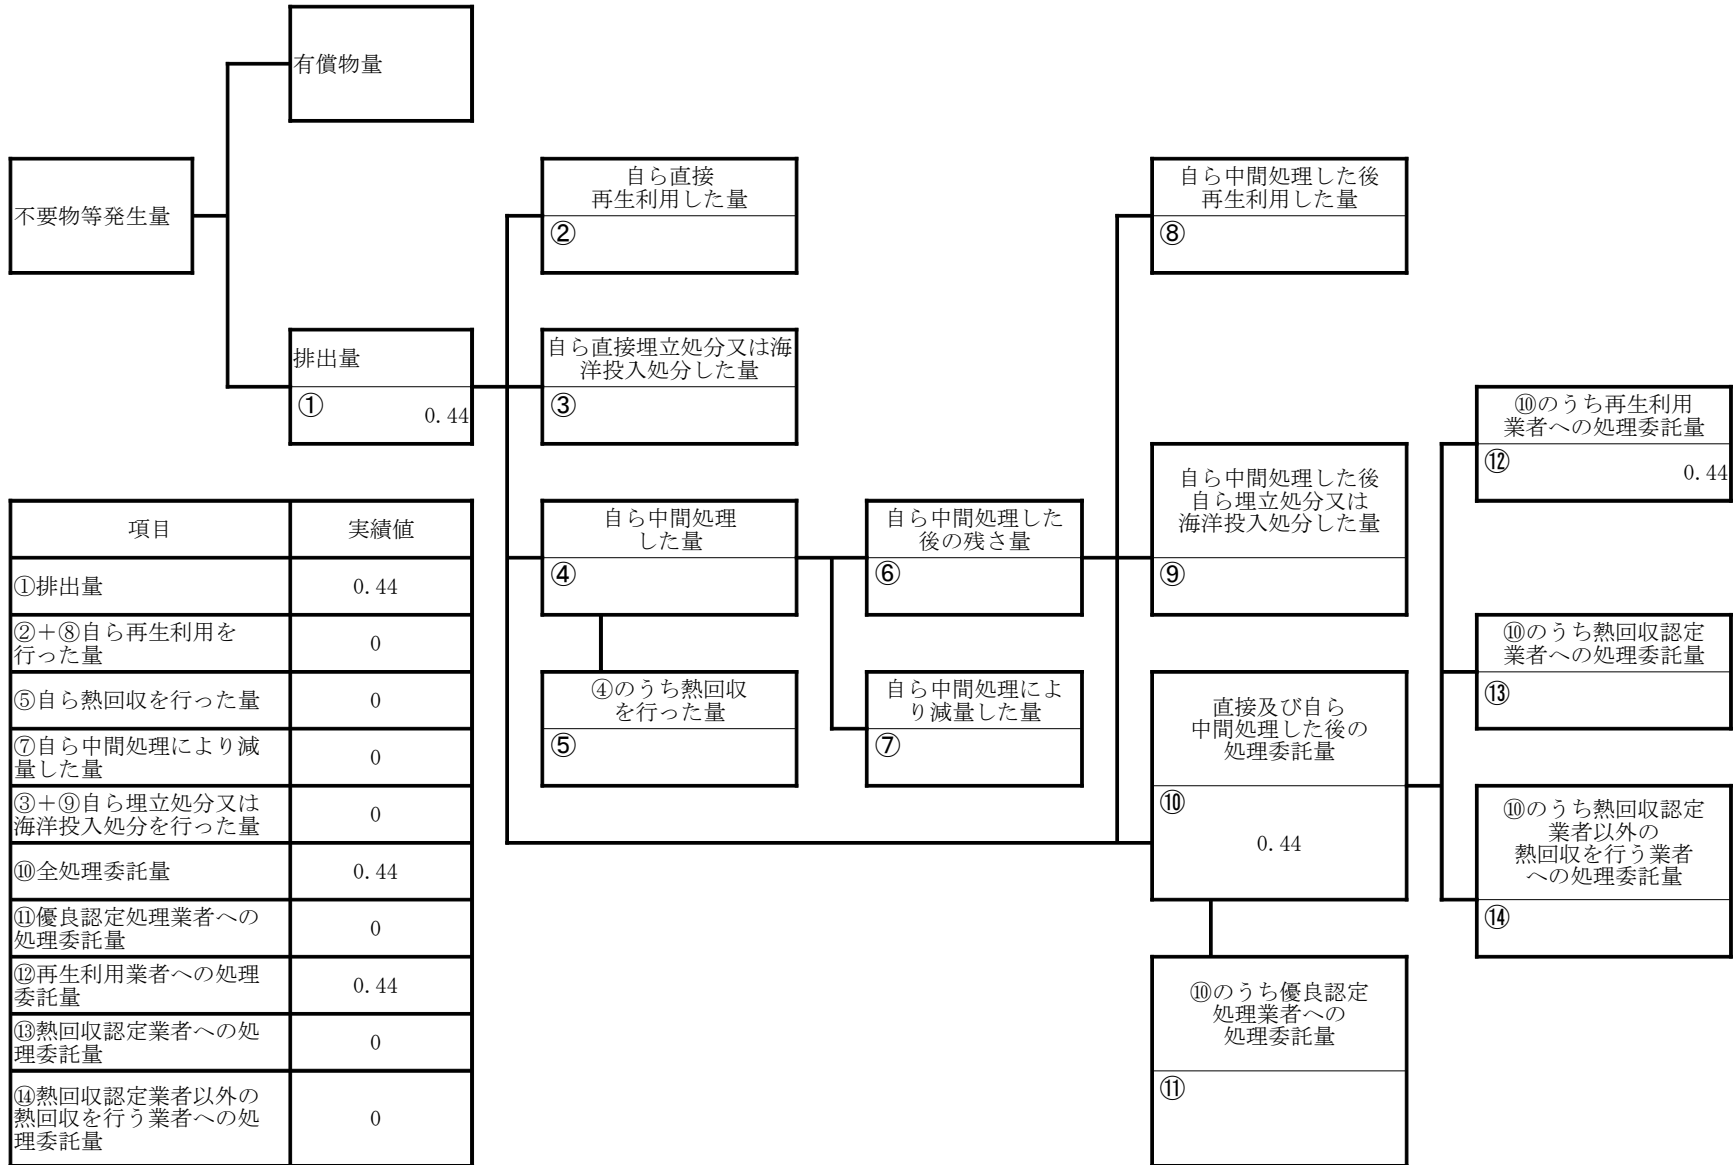 有償物量
不要物等発生量
排出量
①
0.44
自ら直接
再生利用した量
②
自ら直接埋立処分又は海
洋投入処分した量
③
自ら中間処理
した量
④
④のうち熱回収
を行った量
⑤
自ら中間処理した
後の残さ量
⑥
自ら中間処理によ
り減量した量
⑦
自ら中間処理した後
再生利用した量
⑧
自ら中間処理した後
自ら埋立処分又は
海洋投入処分した量
⑨
直接及び自ら
中間処理した後の
処理委託量
⑩
0.44
⑩のうち優良認定
処理業者への
処理委託量
⑪
⑩のうち再生利用
業者への処理委託量
⑫
0.44
⑩のうち熱回収認定
業者への処理委託量
⑬
⑩のうち熱回収認定
業者以外の
熱回収を行う業者
への処理委託量
⑭
項目 実績値
①排出量 0.44
②＋⑧自ら再生利用を
行った量 0
⑤自ら熱回収を行った量 0
⑦自ら中間処理により減
量した量 0
③＋⑨自ら埋立処分又は
海洋投入処分を行った量 0
⑩全処理委託量 0.44
⑪優良認定処理業者への
処理委託量 0
⑫再生利用業者への処理
委託量 0.44
⑬熱回収認定業者への処
理委託量 0
⑭熱回収認定業者以外の
熱回収を行う業者への処
理委託量 0